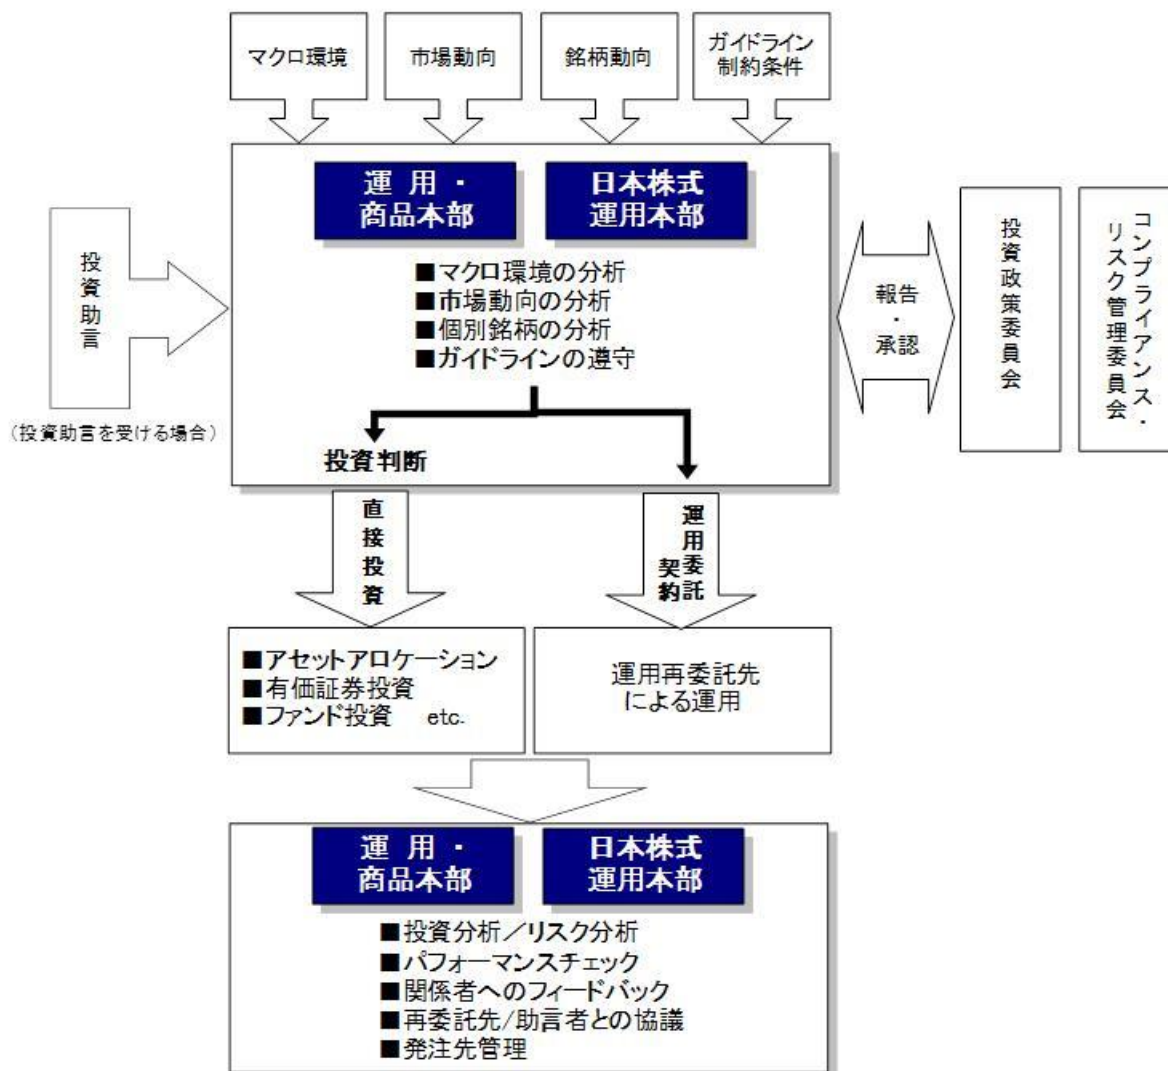 マクロ環境
市場動向
銘柄動向
ガイドライン
制約条件
運 用 ・
商品本部
日本株式
運用本部
■マクロ環境の分析
■市場動向の分析
■個別銘柄の分析
■ガイドラインの遵守
投資助言
(投資助言を受ける場合)
報告
・
承認
投資政策委員会
コンプライアンス・
リスク管理委員会
投資判断
直接投資
運用委託
契約
■アセットアロケーション
■有価証券投資
■ファンド投資 etc.
運用再委託先
による運用
運 用 ・
商品本部
日本株式
運用本部
■投資分析／リスク分析
■パフォーマンスチェック
■関係者へのフィードバック
■再委託先/助言者との協議
■発注先管理